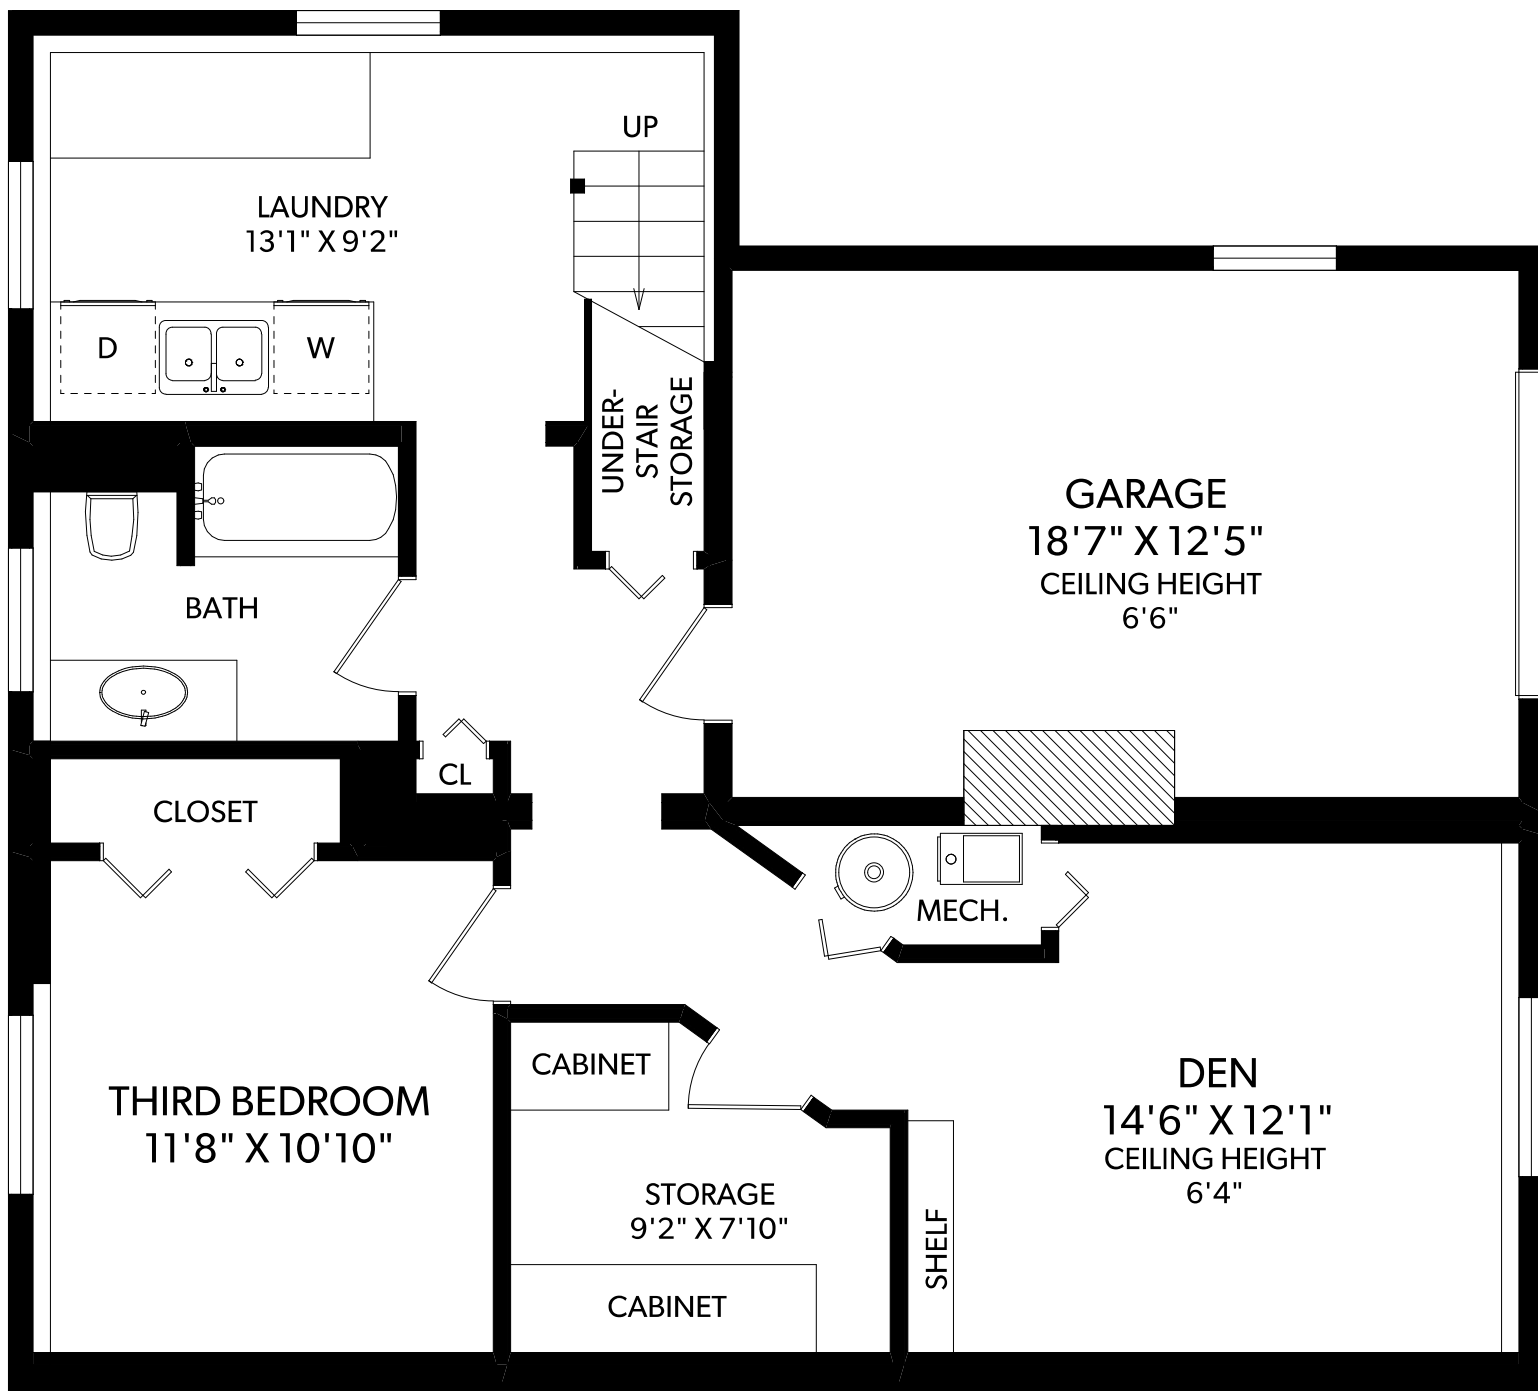 UP
LAUNDRY
13'1" X 9'2"
D
W
UNDER-
STAIR
STORAGE
GARAGE
18'7" X 12'5"
CEILING HEIGHT
6'6"
BATH
CL
CLOSET
MECH.
CABINET
THIRD BEDROOM
11'8" X 10'10"
DEN
14'6" X 12'1"
CEILING HEIGHT
6'4"
STORAGE
9'2" X 7'10"
SHELF
CABINET